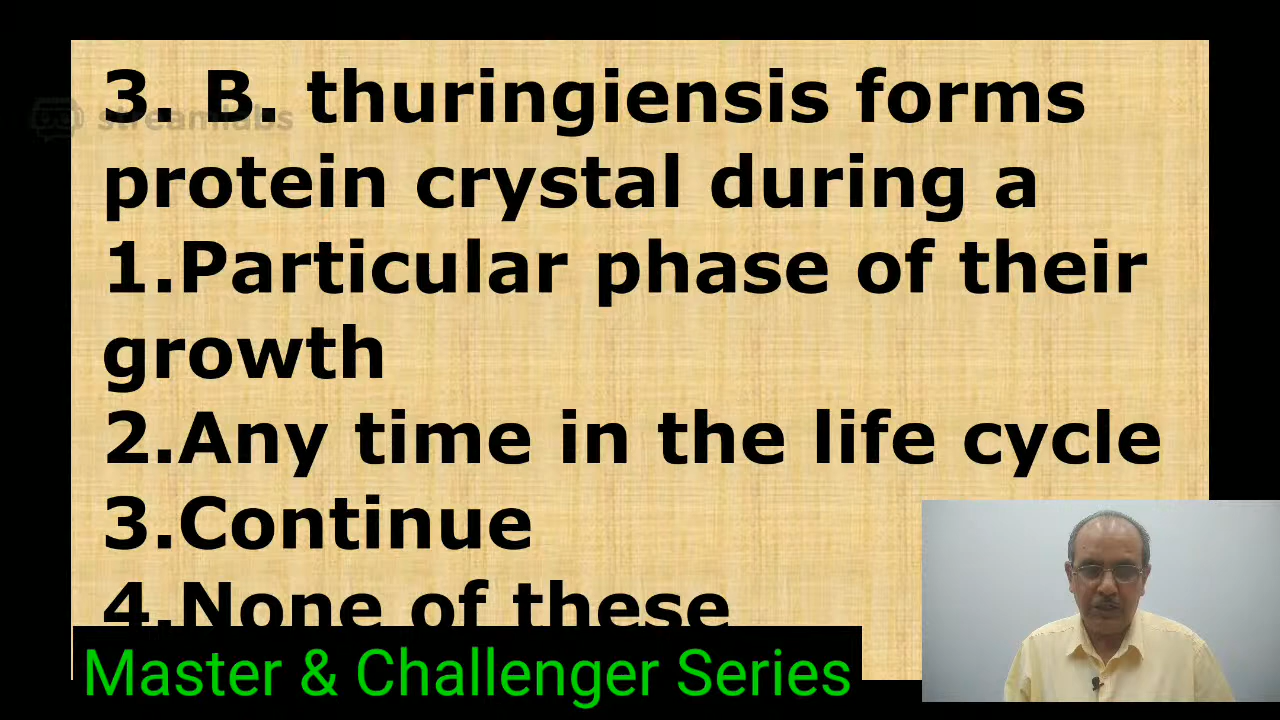 3. B. thuringiensis forms
streamlabs
protein crystal during a
1.Particular phase of their
growth
2.Any time in the life cycle
3.Continue
4.None of these
Master & Challenger Series